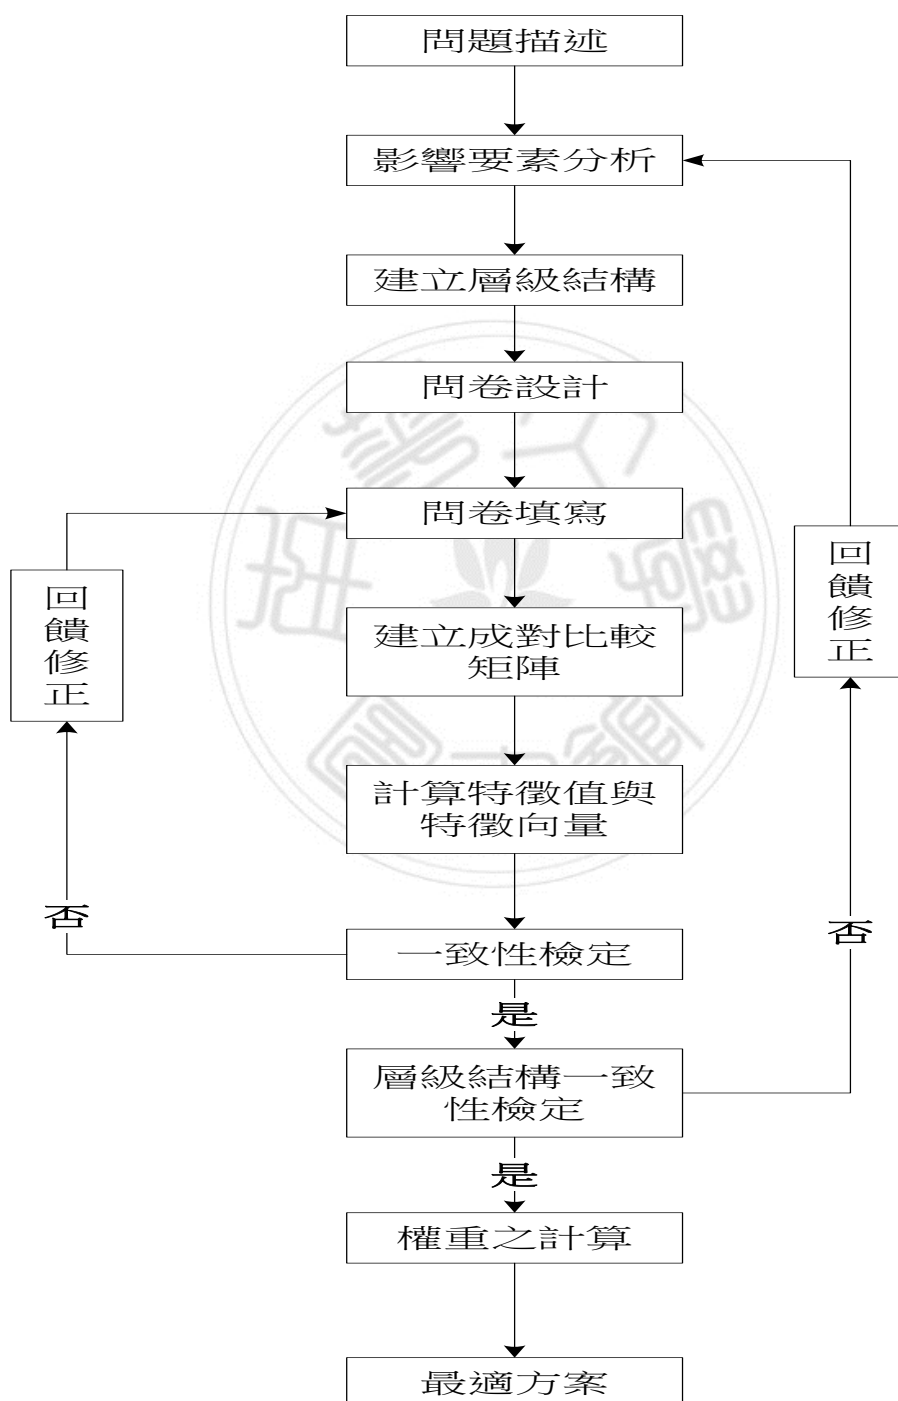 問題描述
影響要素分析
建立層級結構
問卷設計
問卷填寫
回
饋
修
正
回
饋
修
正
建立成對比較
矩陣
計算特徵值與
特徵向量
否
否
一致性檢定
是
層級結構一致
性檢定
是
權重之計算
最適方案